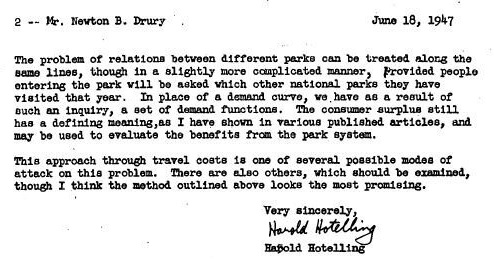 2 -- Mr. Newton B. Drury June 18, 1947
The problem of relations between different parks can be treated along the
same lines, though in a slightly more complicated manner, Provided people
entering the park will be asked which other national parks they have
visited that year. In place of a demand curve, we have as a result of
such an inquiry, a set of demand functions. The consumer surplus still
has a defining meaning,as I have shown in various published articles, and
may be used to evaluate the benefits from the park system.
This approach through travel costs is one of several possible modes of
attack on this problem. There are also others, which should be examined,
though I think the method outlined above looks the most promising.
Very sincerely,
Harold Hotelling
Harold Hotelling